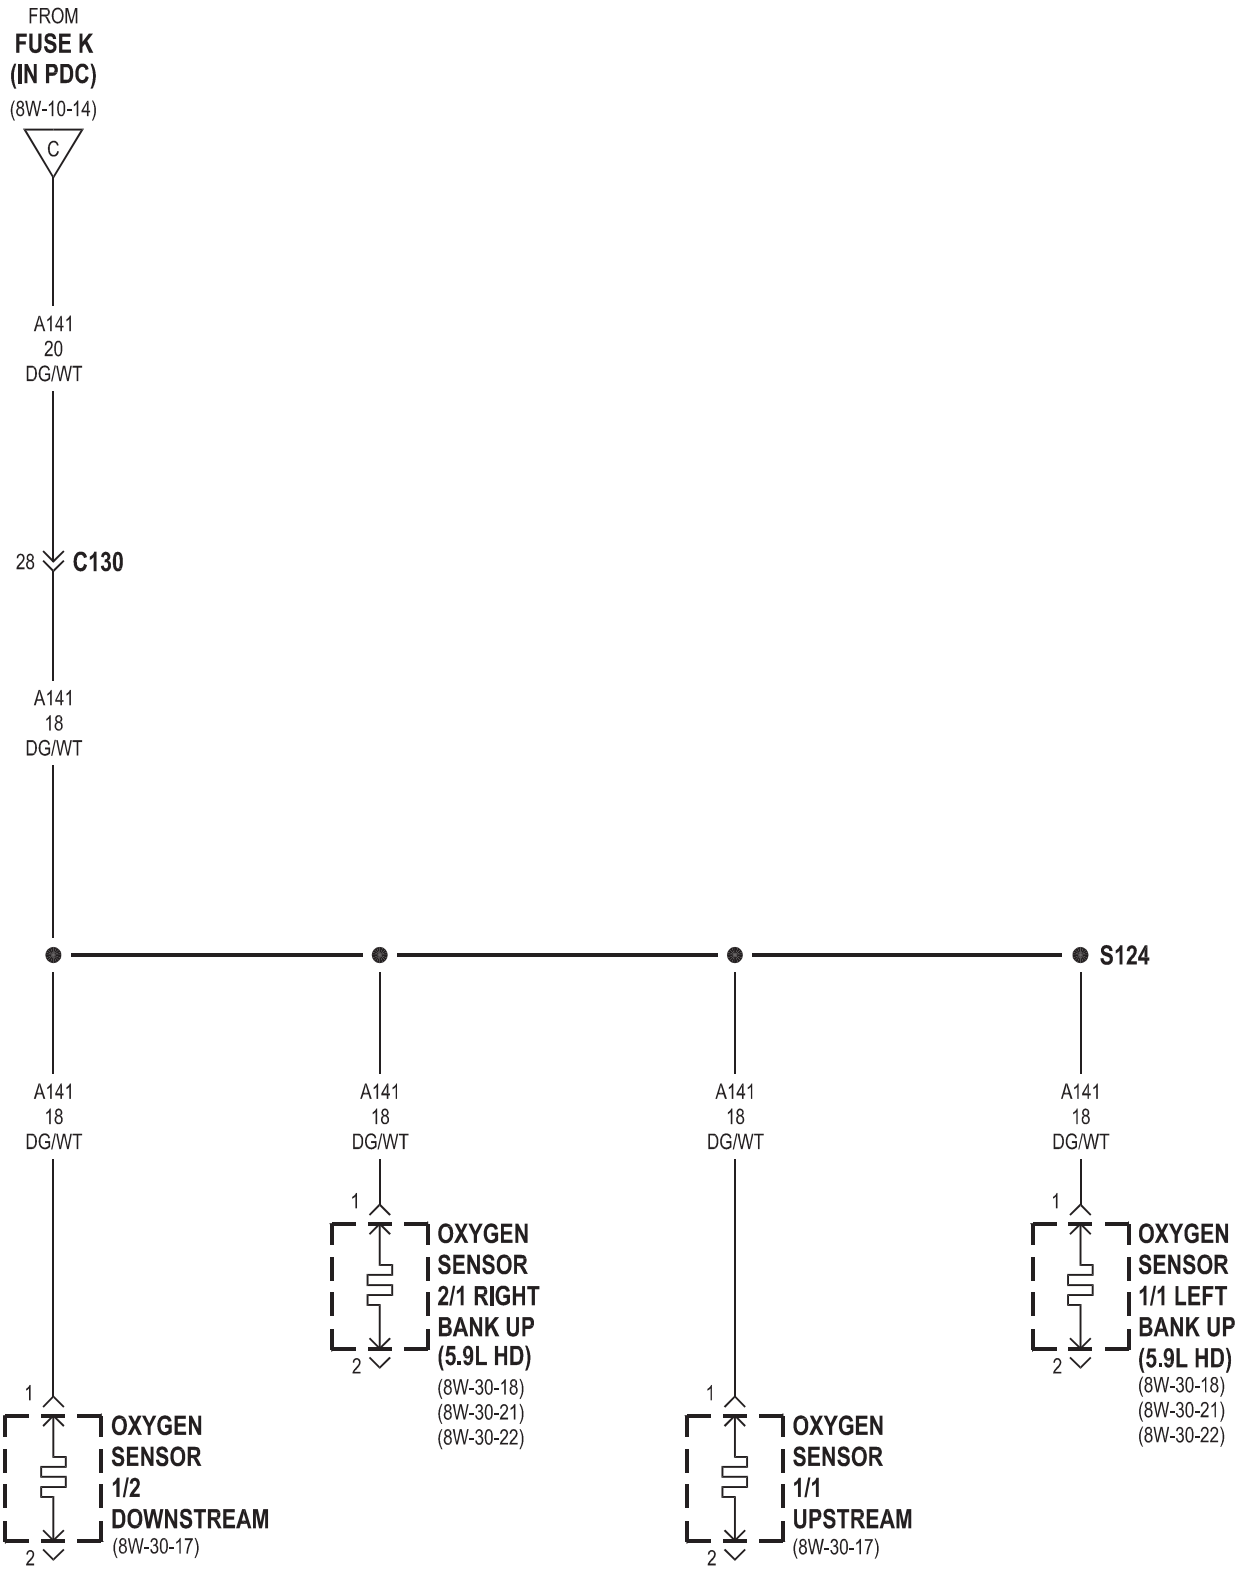 FROM
FUSE K
(IN PDC)
(8W-10-14)
C
A141
20
DG/WT
28
C130
A141
18
DG/WT
S124
A141
18
DG/WT
A141
18
DG/WT
A141
18
DG/WT
A141
18
DG/WT
1
OXYGEN
SENSOR
2/1 RIGHT
BANK UP
(5.9L HD)
(8W-30-18)
(8W-30-21)
(8W-30-22)
2
1
OXYGEN
SENSOR
1/1 LEFT
BANK UP
(5.9L HD)
(8W-30-18)
(8W-30-21)
(8W-30-22)
2
1
OXYGEN
SENSOR
1/2
DOWNSTREAM
(8W-30-17)
2
1
OXYGEN
SENSOR
1/1
UPSTREAM
(8W-30-17)
2